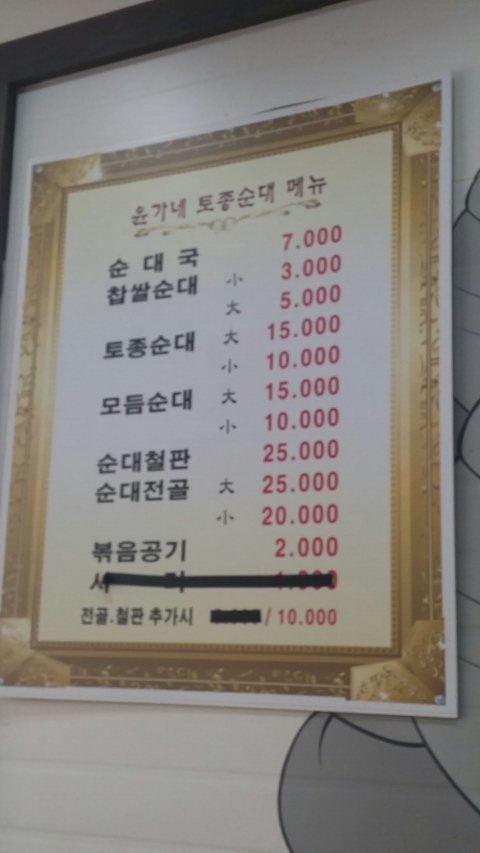 윤가네 토종순대 메뉴
순 대 국 7.000
찹쌀순대 小 3.000
大 5.000
토종순대 大 15.000
小 10.000
모듬순대 大 15.000
小 10.000
순대철판 25.000
순대전골 大 25.000
小 20.000
볶음공기 2.000
전골.철판 추가시 / 10.000